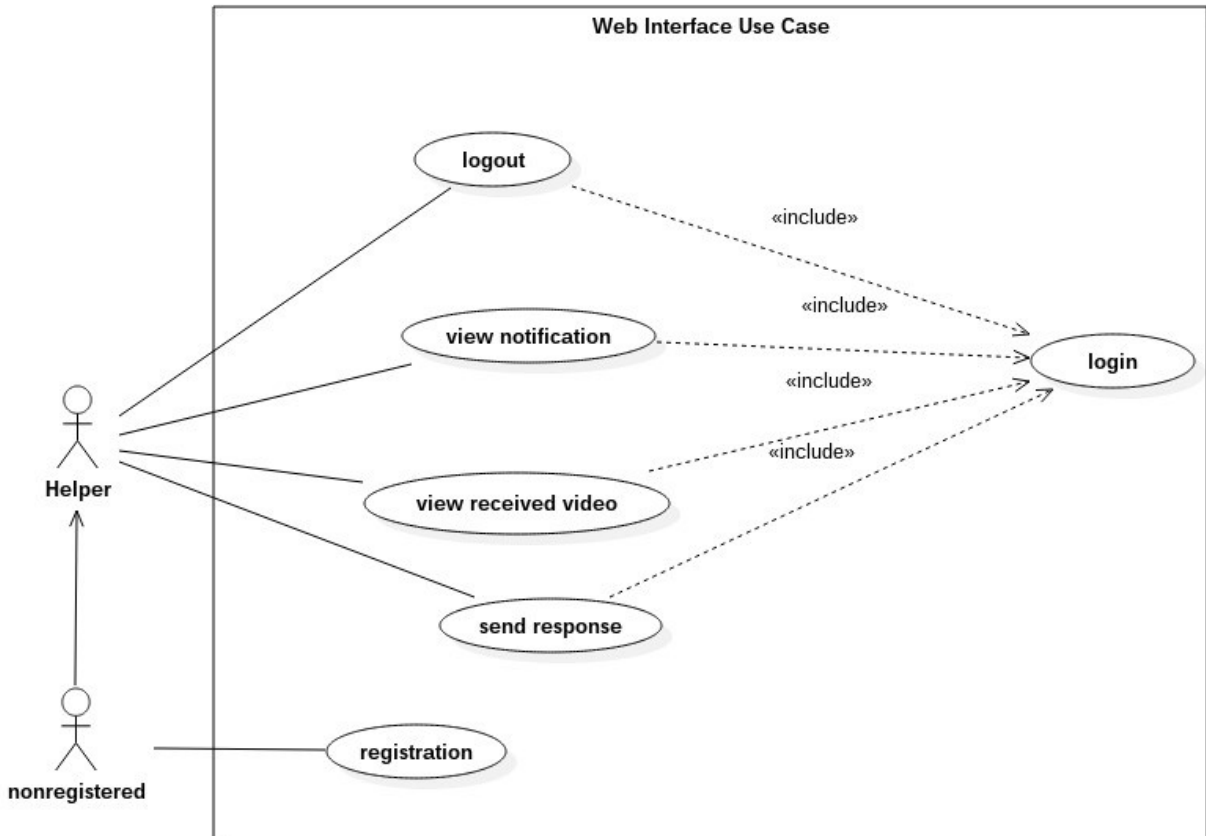 Web Interface Use Case
logout
«include»
«include»
view notification
login
«include»
Helper
«include»
view received video
send response
registration
nonregistered